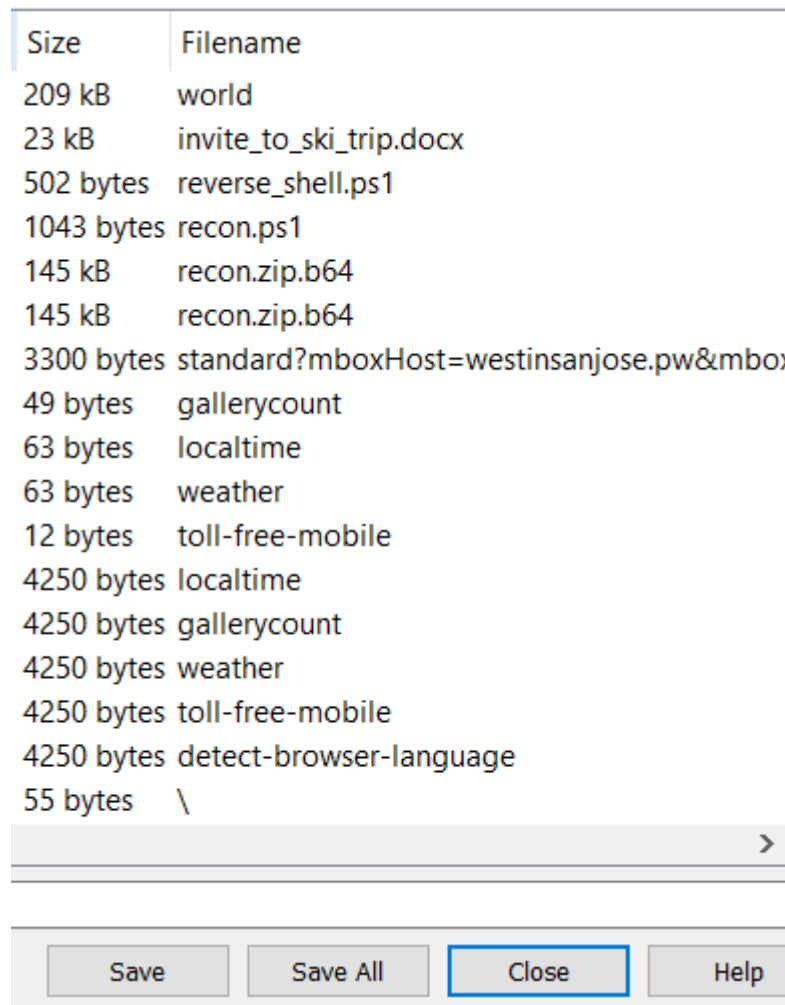 Size Filename
209 kB world
23 kB invite_to_ski_trip.docx
502 bytes reverse_shell.ps1
1043 bytes recon.ps1
145 kB recon.zip.b64
145 kB recon.zip.b64
3300 bytes standard?mboxHost=westinsanjose.pw&mbox
49 bytes gallerycount
63 bytes localtime
63 bytes weather
12 bytes toll-free-mobile
4250 bytes localtime
4250 bytes gallerycount
4250 bytes weather
4250 bytes toll-free-mobile
4250 bytes detect-browser-language
55 bytes \
Save Save All Close Help